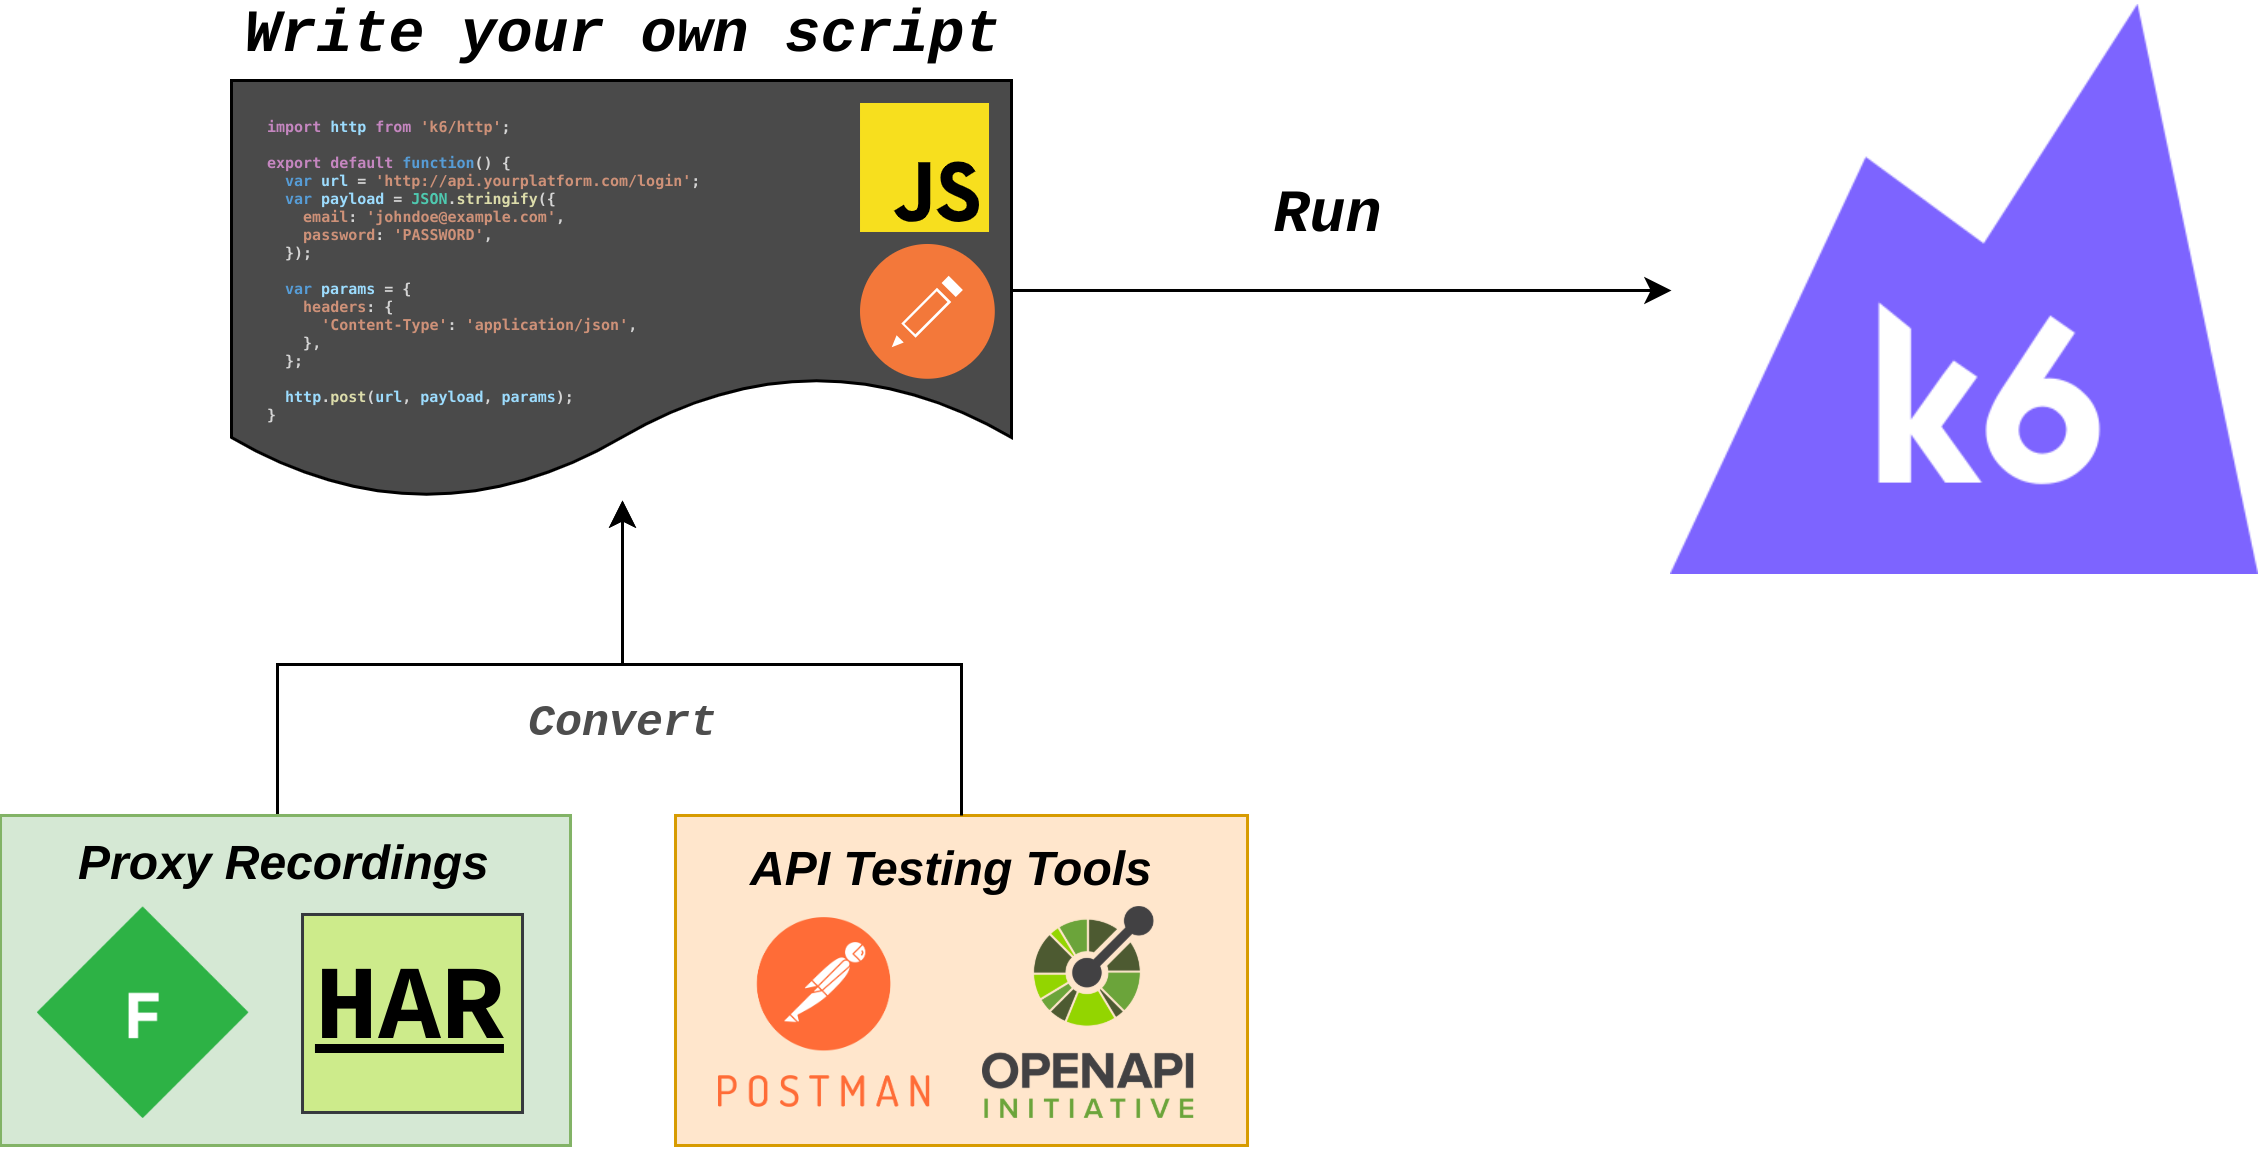 Write your own script
import http from 'k6/http';
export default function() {
var url = 'http://api.yourplatform.com/login';
var payload = JSON.stringify({
email: 'johndoe@example.com',
password: 'PASSWORD',
});
var params = {
headers: {
'Content-Type': 'application/json',
},
};
http.post(url, payload, params);
}
JS
Run
k6
Convert
Proxy Recordings
F
HAR
API Testing Tools
POSTMAN
OPENAPI
INITIATIVE